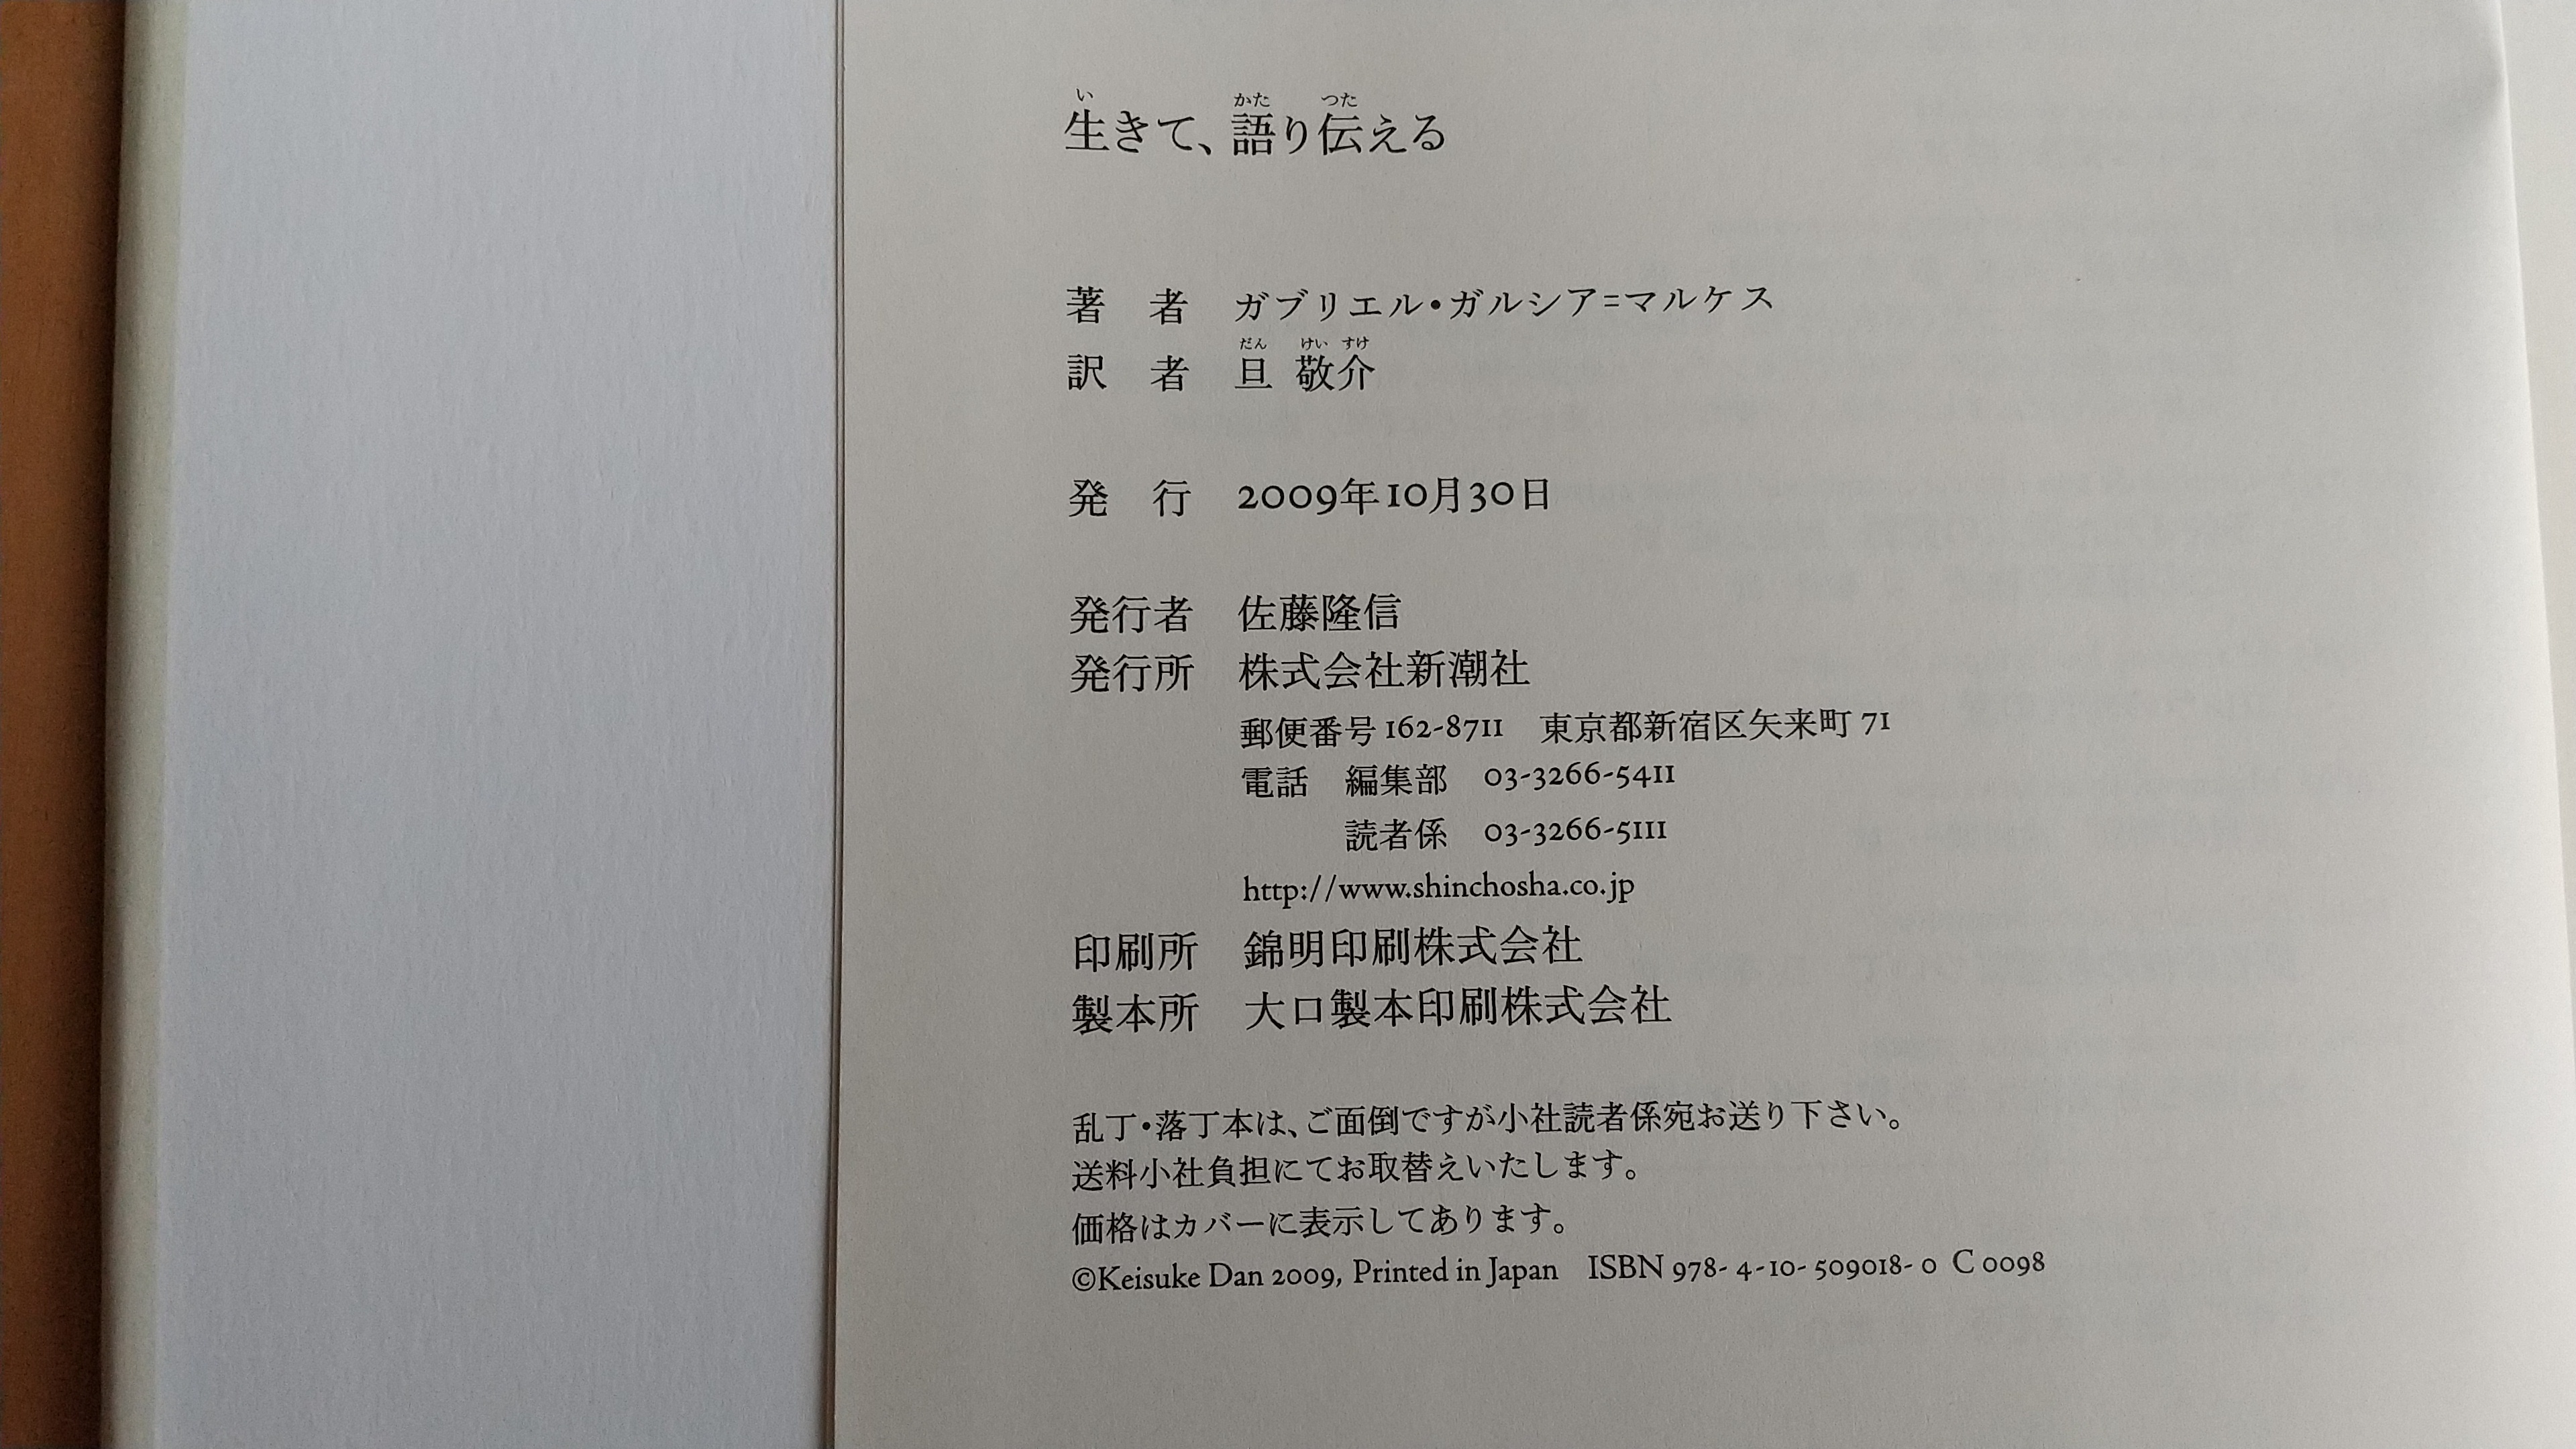 生きて、語り伝える
著 者 ガブリエル・ガルシア=マルケス
訳 者 旦 敬介
発 行 2009年10月30日
発行者 佐藤隆信
発行所 株式会社新潮社
郵便番号162-8711 東京都新宿区矢来町71
電話 編集部 03-3266-5411
読者係 03-3266-5111
http://www.shinchosha.co.jp
印刷所 錦明印刷株式会社
製本所 大口製本印刷株式会社
乱丁・落丁本は、ご面倒ですが小社読者係宛お送り下さい。
送料小社負担にてお取替えいたします。
価格はカバーに表示してあります。
©Keisuke Dan 2009, Printed in Japan ISBN 978-4-10-509018-0 C0098